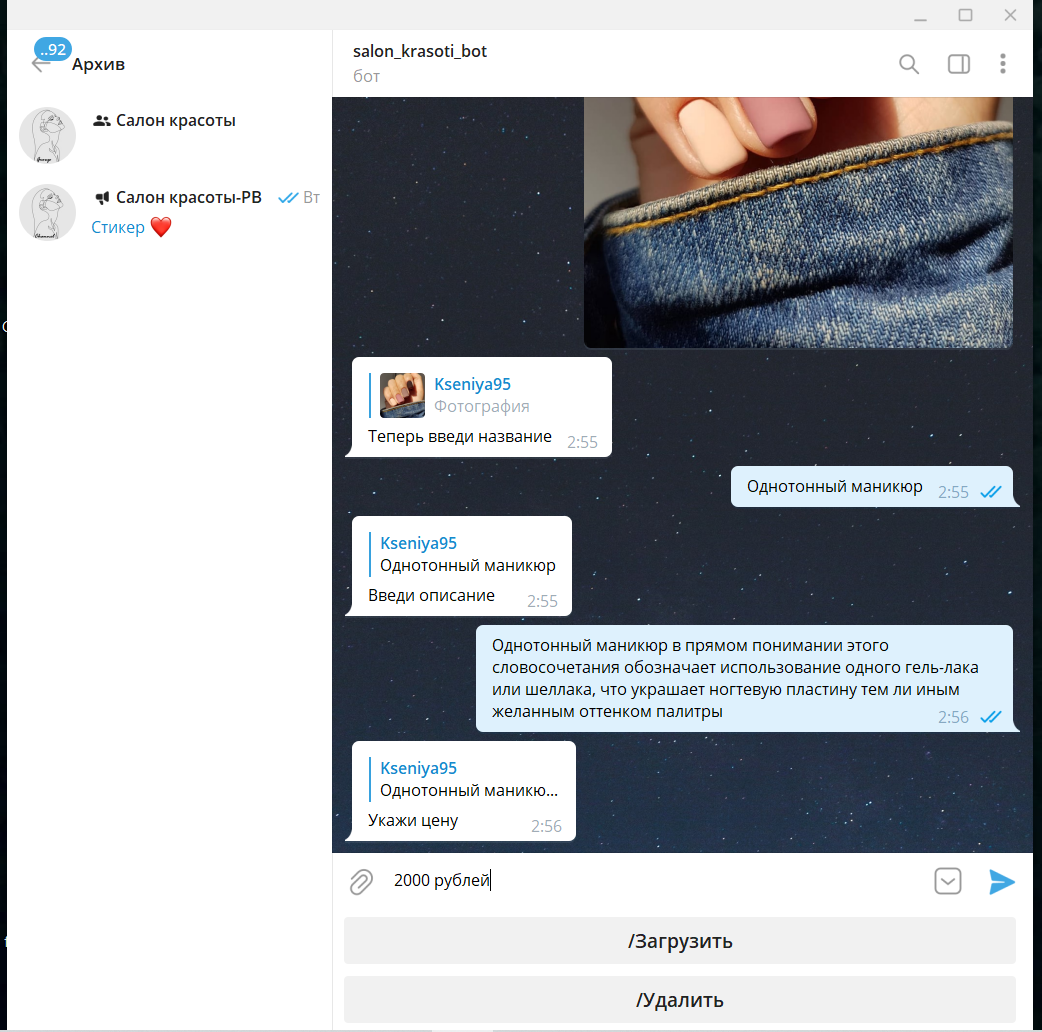 ..92
Архив
Салон красоты
Салон красоты-РВ Вт
Стикер ❤️
salon_krasoti_bot
бот
Kseniya95
Фотография
Теперь введи название 2:55
Однотонный маникюр 2:55
Kseniya95
Однотонный маникюр
Введи описание 2:55
Однотонный маникюр в прямом понимании этого
словосочетания обозначает использование одного гель-лака
или шеллака, что украшает ногтевую пластину тем ли иным
желанным оттенком палитры 2:56
Kseniya95
Однотонный маникю...
Укажи цену 2:56
2000 рублей
/Загрузить
/Удалить